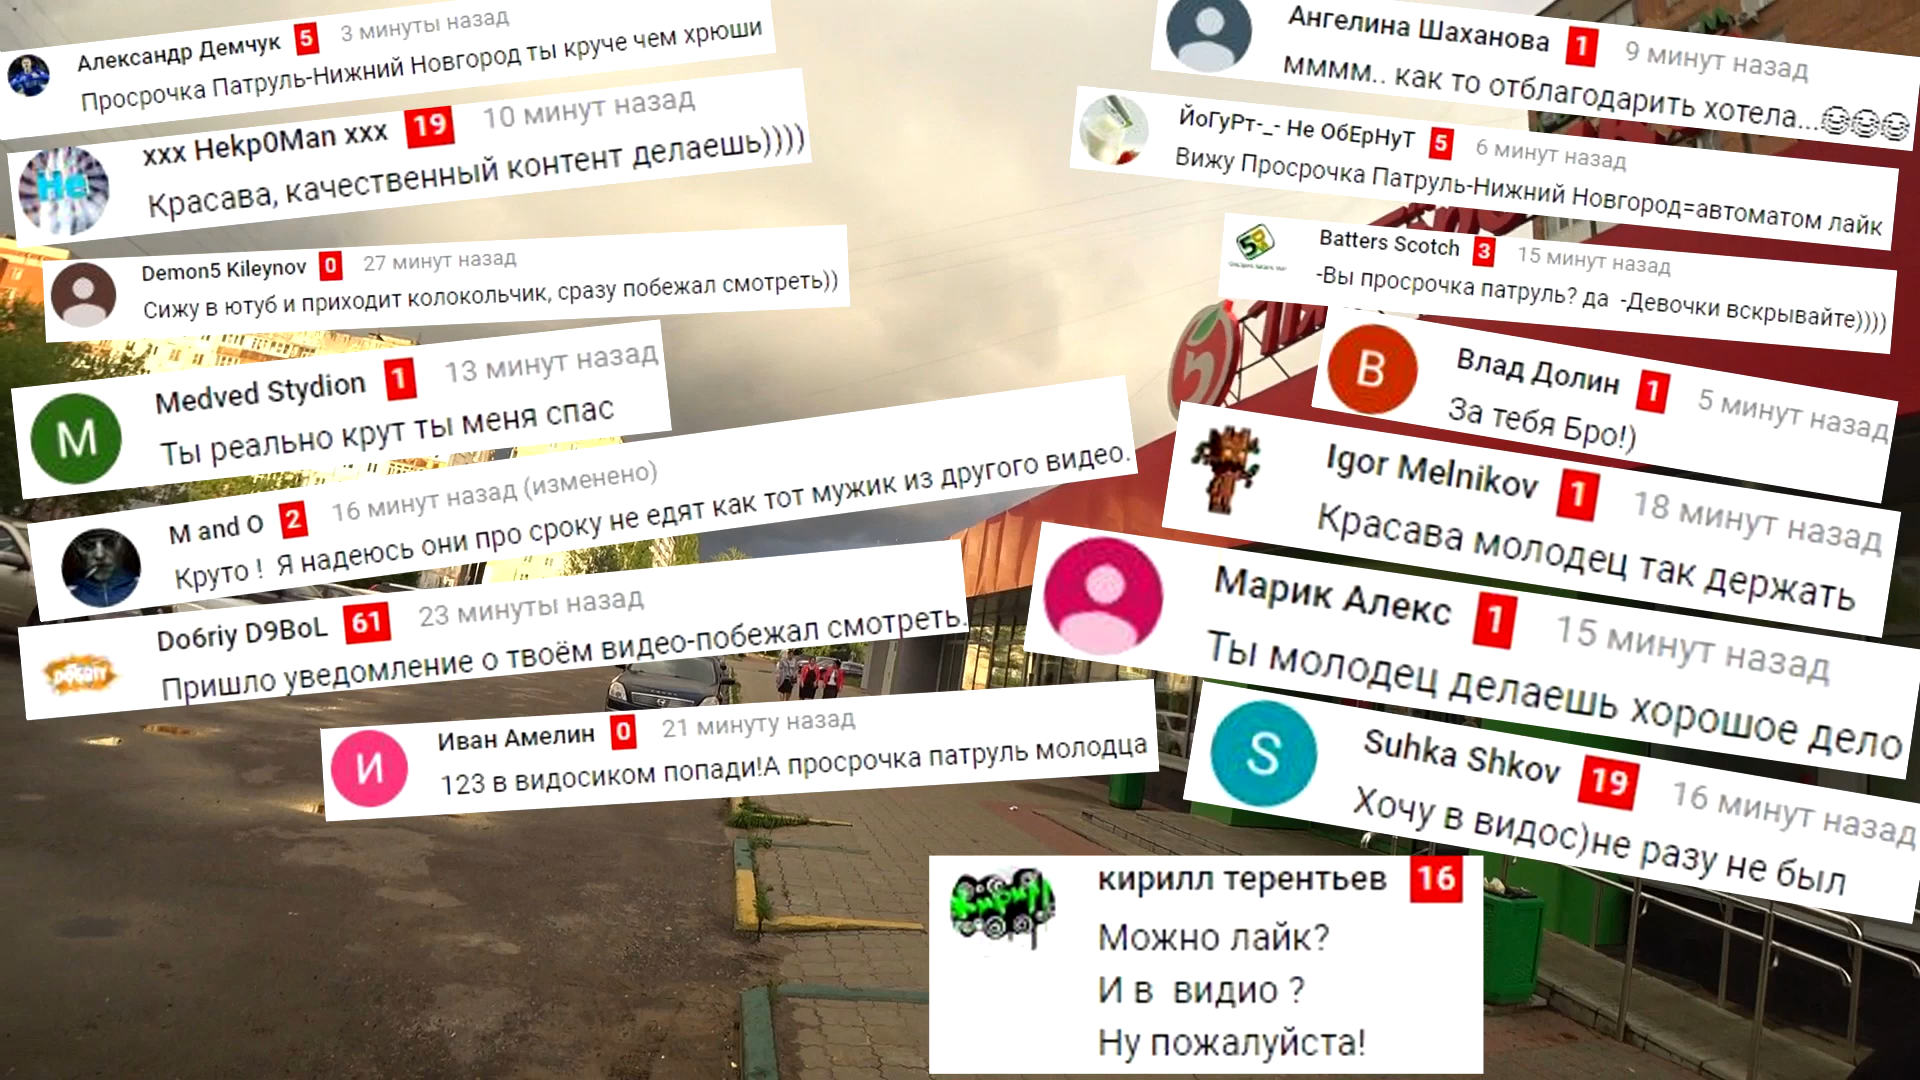 Александр Демчук 5 3 минуты назад
Просрочка Патруль-Нижний Новгород ты круче чем хрюши
xxx Hekp0Man xxx 19 10 минут назад
Красава, качественный контент делаешь))))
Demon5 Kileynov 0 27 минут назад
Сижу в ютуб и приходит колокольчик, сразу побежал смотреть))
M
Medved Stydion 1 13 минут назад
Ты реально крут ты меня спас
M and O 2 16 минут назад (изменено)
Круто ! Я надеюсь они про сроку не едят как тот мужик из другого видео.
Do6riy D9BoL 61 23 минуты назад
Пришло уведомление о твоём видео-побежал смотреть.
И
Иван Амелин 0 21 минуту назад
123 в видосиком попади!А просрочка патруль молодца
Ангелина Шаханова 1 9 минут назад
мммм.. как то отблагодарить хотела...😂😂😂
ЙоГуРт-_- Не ОбЕрНуТ 5 6 минут назад
Вижу Просрочка Патруль-Нижний Новгород=автоматом лайк
Batters Scotch 3 15 минут назад
-Вы просрочка патруль? да -Девочки вскрывайте))))
В
Влад Долин 1 5 минут назад
За тебя Бро!)
Igor Melnikov 1 18 минут назад
Красава молодец так держать
Марик Алекс 1 15 минут назад
Ты молодец делаешь хорошое дело
S
Suhka Shkov 19 16 минут назад
Хочу в видос)не разу не был
кирилл терентьев 16
Можно лайк?
И в видио ?
Ну пожалуйста!